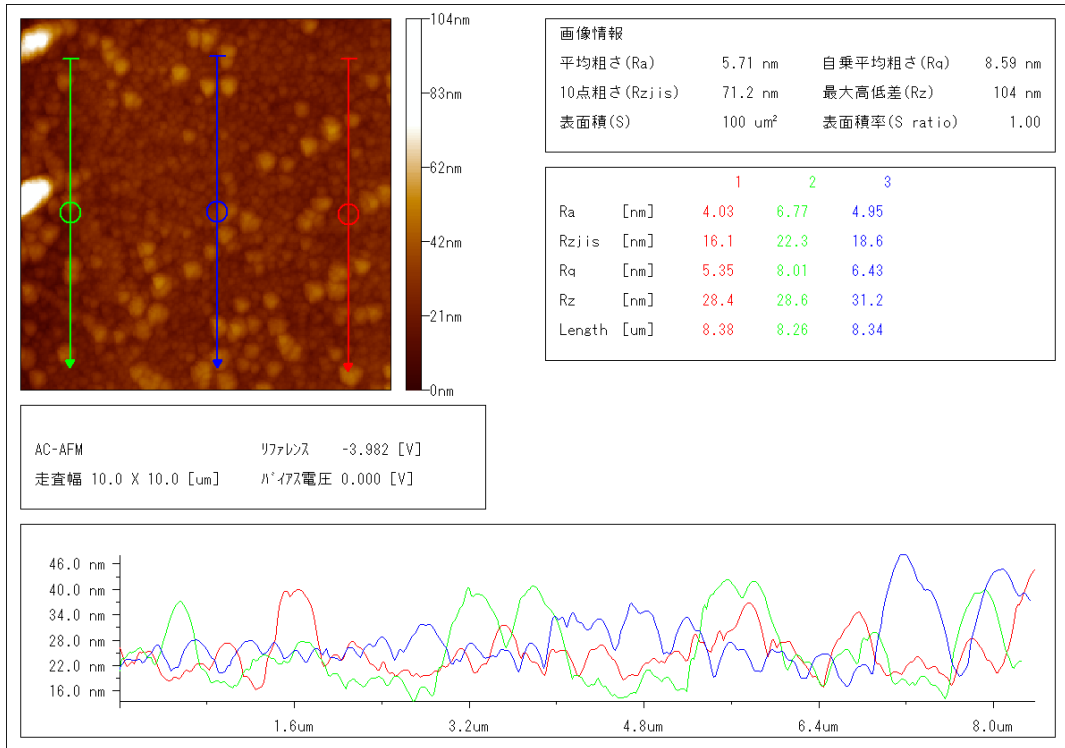 104nm
83nm
62nm
42nm
21nm
0nm
画像情報
平均粗さ(Ra) 5.71 nm 自乗平均粗さ(Rq) 8.59 nm
10点粗さ(Rzjis) 71.2 nm 最大高低差(Rz) 104 nm
表面積(S) 100 um² 表面積率(S ratio) 1.00
1 2 3
Ra [nm] 4.03 6.77 4.95
Rzjis [nm] 16.1 22.3 18.6
Rq [nm] 5.35 8.01 6.43
Rz [nm] 28.4 28.6 31.2
Length [um] 8.38 8.26 8.34
AC-AFM ﾘﾌｧﾚﾝｽ -3.982 [V]
走査幅 10.0 X 10.0 [um] ﾊﾞｲｱｽ電圧 0.000 [V]
46.0 nm
40.0 nm
34.0 nm
28.0 nm
22.0 nm
16.0 nm
1.6um 3.2um 4.8um 6.4um 8.0um